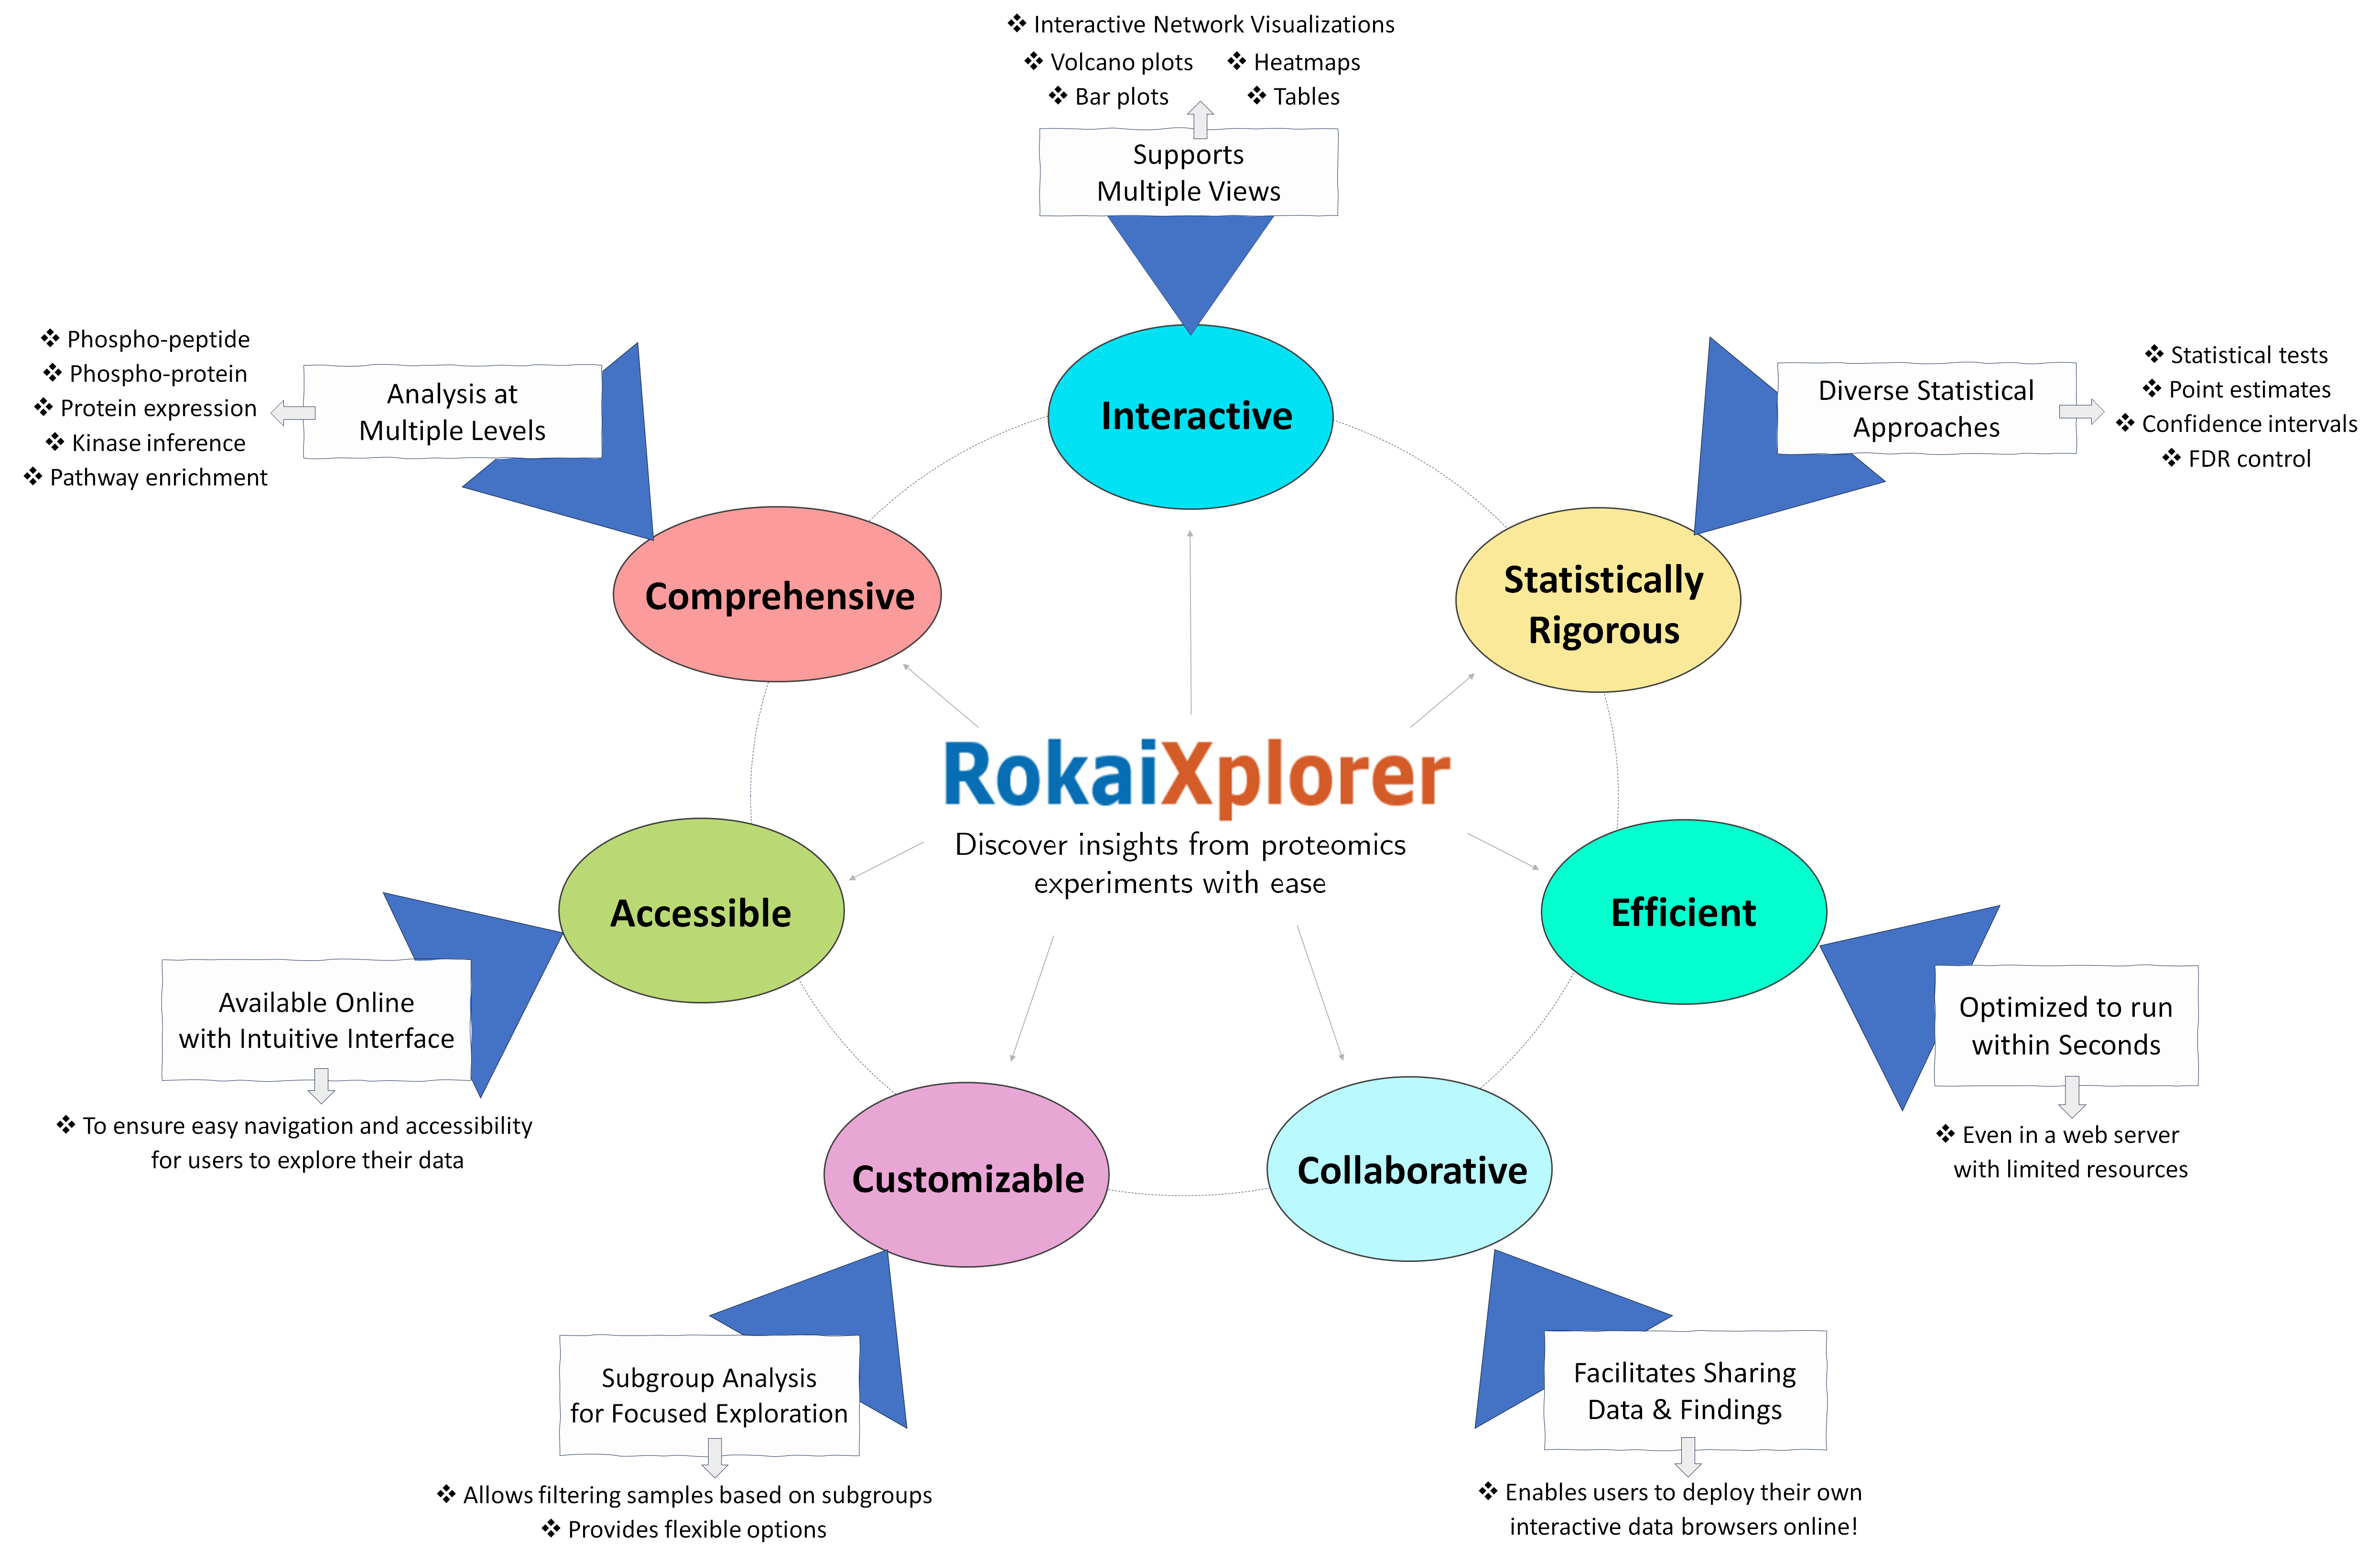 ❖ Interactive Network Visualizations
❖ Volcano plots ❖ Heatmaps
❖ Bar plots ❖ Tables
Supports
Multiple Views
Interactive
❖ Phospho-peptide
❖ Phospho-protein
❖ Protein expression
❖ Kinase inference
❖ Pathway enrichment
Analysis at
Multiple Levels
Comprehensive
Diverse Statistical
Approaches
❖ Statistical tests
❖ Point estimates
❖ Confidence intervals
❖ FDR control
Statistically
Rigorous
RokaiXplorer
Discover insights from proteomics
experiments with ease
Accessible
Available Online
with Intuitive Interface
❖ To ensure easy navigation and accessibility
for users to explore their data
Efficient
Optimized to run
within Seconds
❖ Even in a web server
with limited resources
Customizable
Subgroup Analysis
for Focused Exploration
❖ Allows filtering samples based on subgroups
❖ Provides flexible options
Collaborative
Facilitates Sharing
Data & Findings
❖ Enables users to deploy their own
interactive data browsers online!